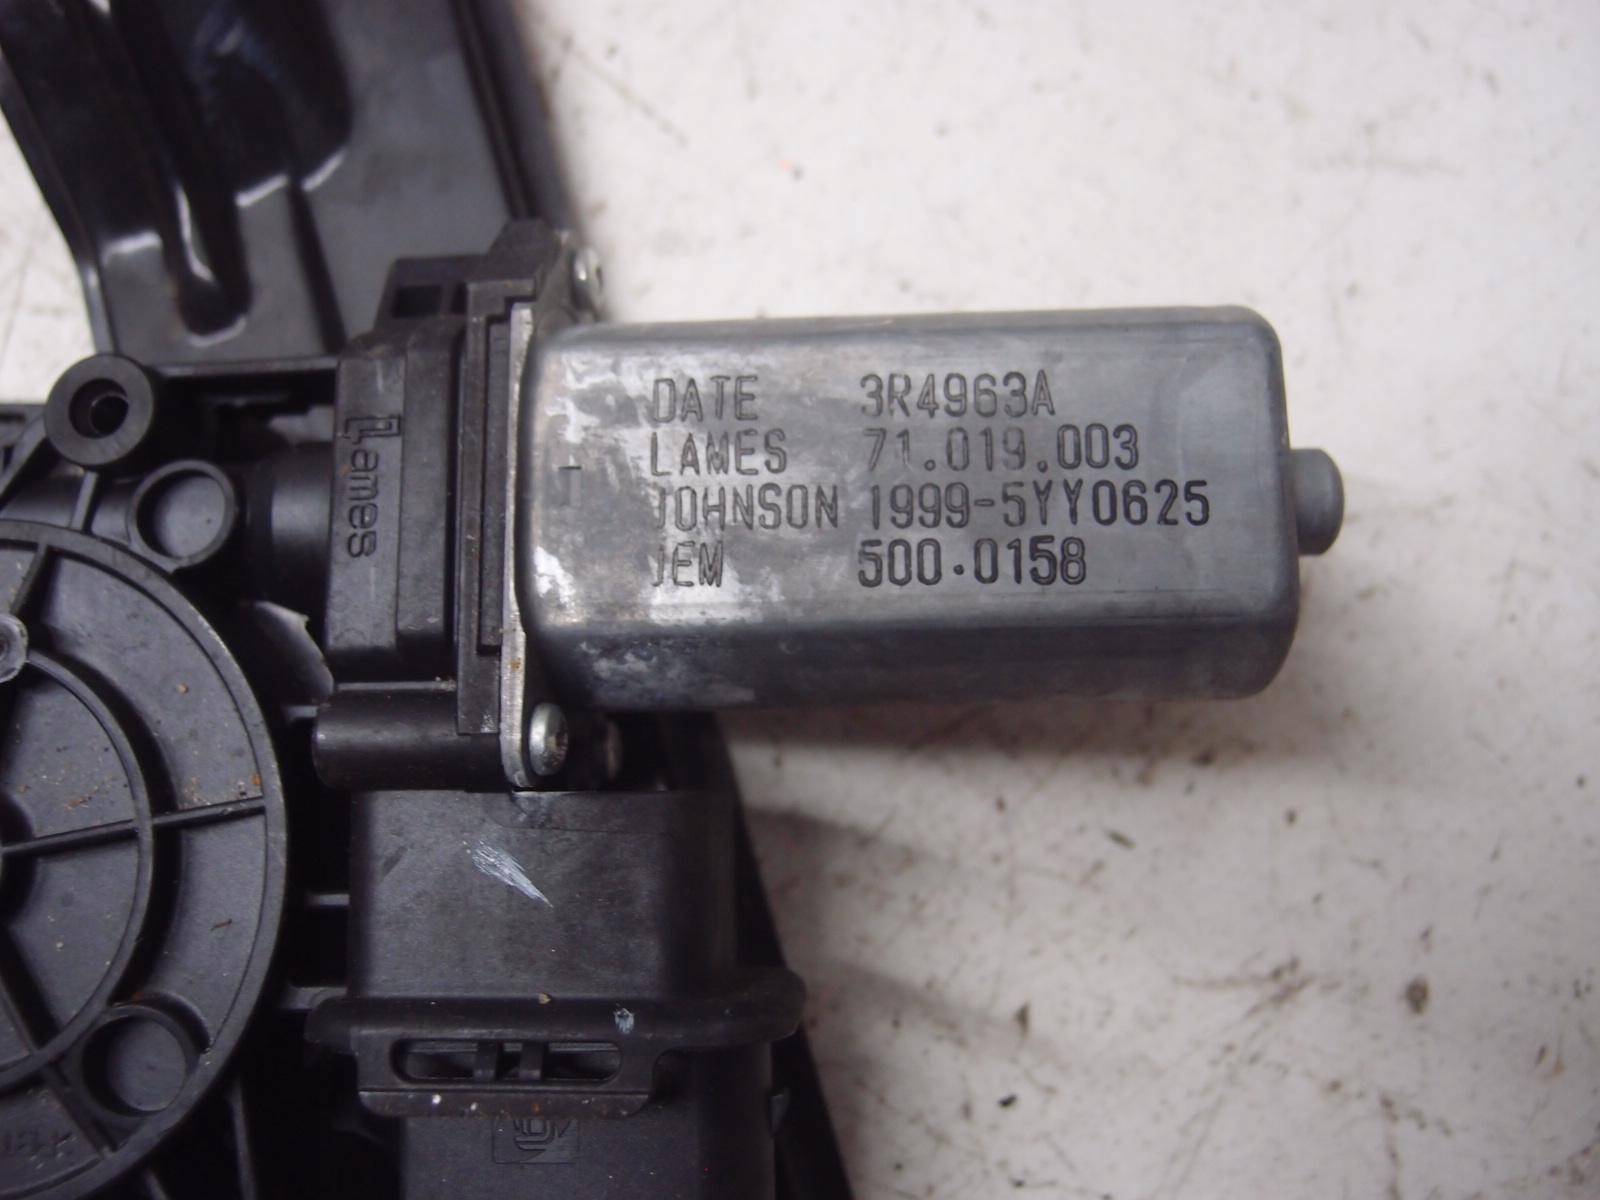 DATE 3R4963A
LAMES 71.019.003
JOHNSON 1999-5YY0625
JEM 500.0158
Lames